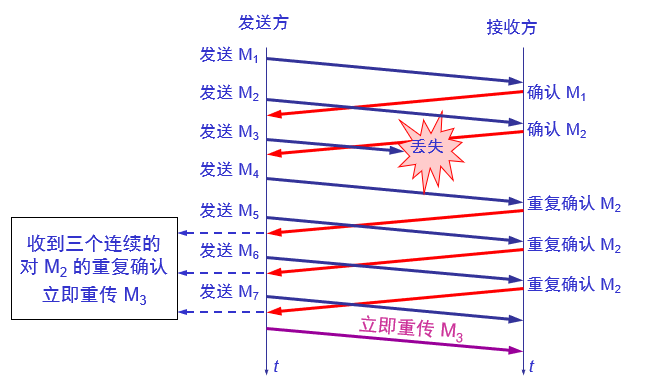 发送方
接收方
发送 M1
确认 M1
发送 M2
确认 M2
发送 M3
丢失
发送 M4
重复确认 M2
发送 M5
重复确认 M2
发送 M6
重复确认 M2
发送 M7
收到三个连续的
对 M2 的重复确认
立即重传 M3
立即重传 M3
t
t